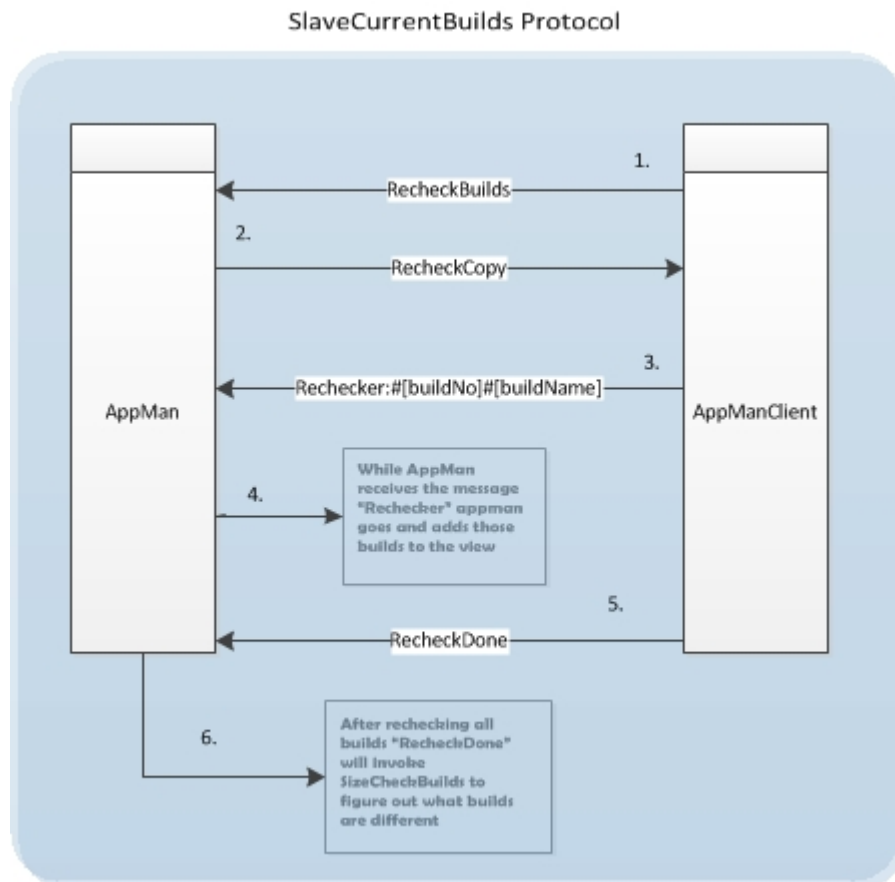 SlaveCurrentBuilds Protocol
1.
RecheckBuilds
2.
RecheckCopy
3.
Rechecker:#[buildNo]#[buildName]
AppMan
AppManClient
4.
While AppMan
receives the message
"Rechecker" appman
goes and adds those
builds to the view
5.
RecheckDone
6.
After rechecking all
builds "RecheckDone"
will invoke
SizeCheckBuilds to
figure out what builds
are different